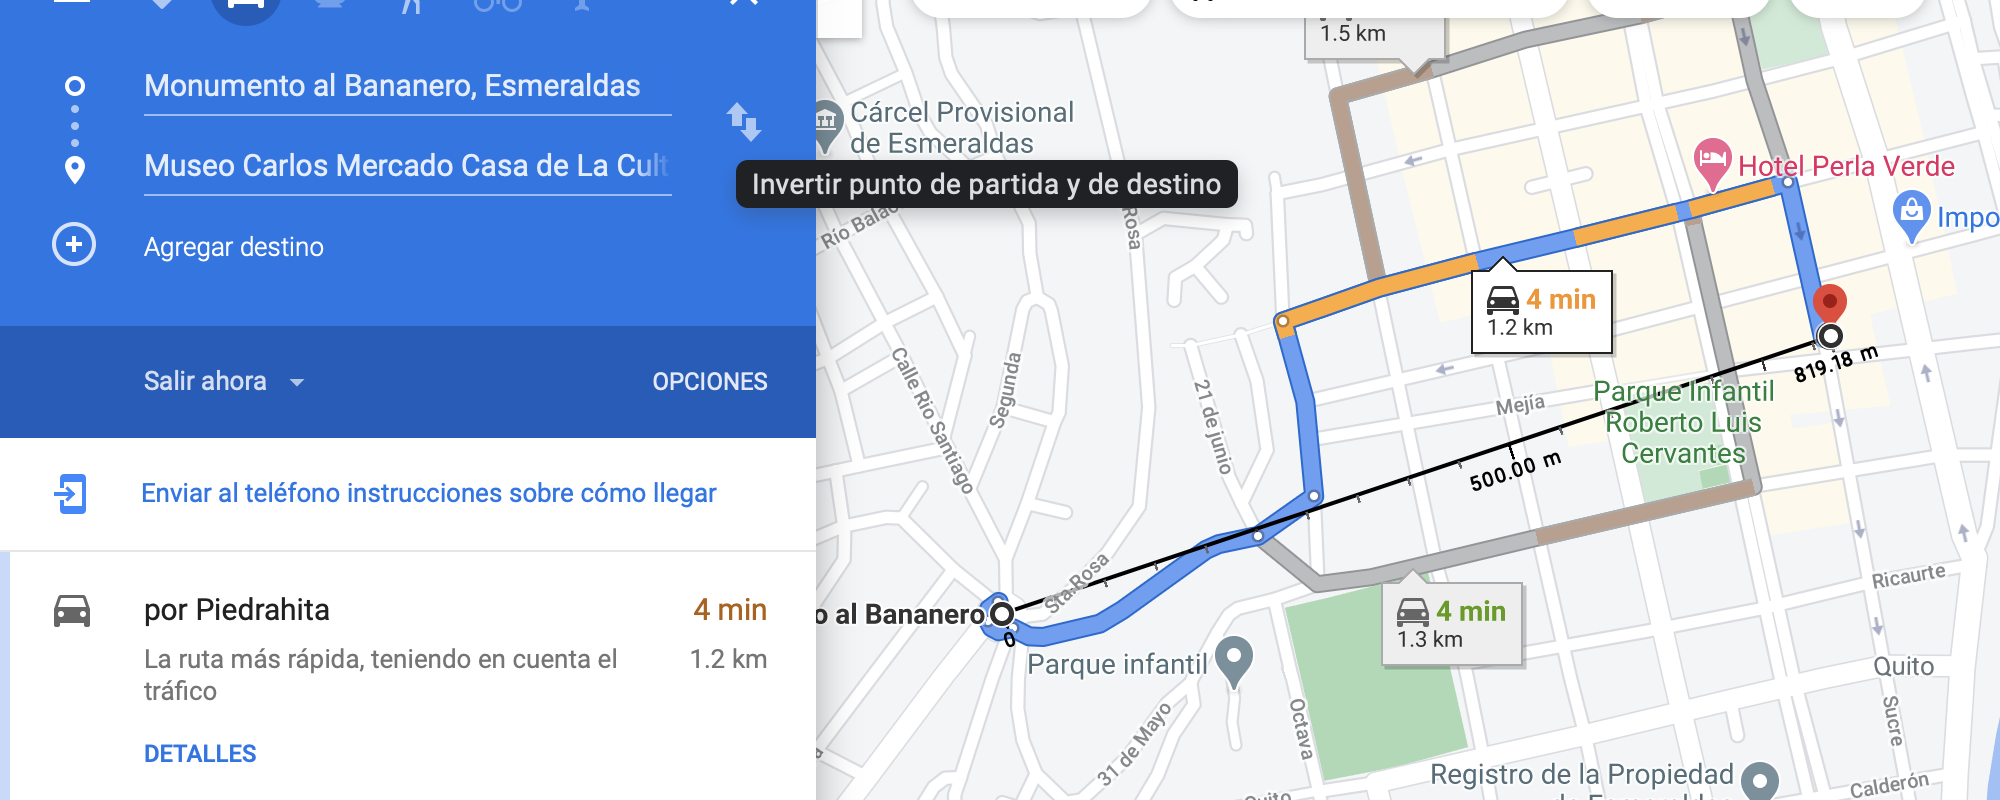 Monumento al Bananero, Esmeraldas
Museo Carlos Mercado Casa de La Cult
Invertir punto de partida y de destino
Agregar destino
Salir ahora
OPCIONES
Enviar al teléfono instrucciones sobre cómo llegar
por Piedrahita
4 min
La ruta más rápida, teniendo en cuenta el
1.2 km
tráfico
DETALLES
1.5 km
Cárcel Provisional
de Esmeraldas
Hotel Perla Verde
Impo
Río Balao
Rosa
4 min
1.2 km
819.18 m
Calle Rio Santiago
Segunda
21 de junio
Mejía
Parque Infantil
Roberto Luis
Cervantes
500.00 m
Sta Rosa
o al Bananero
0
Parque infantil
4 min
1.3 km
Ricaurte
Quito
Sucre
Octava
31 de Mayo
Registro de la Propiedad
de Esmeraldas
Calderón
Quito